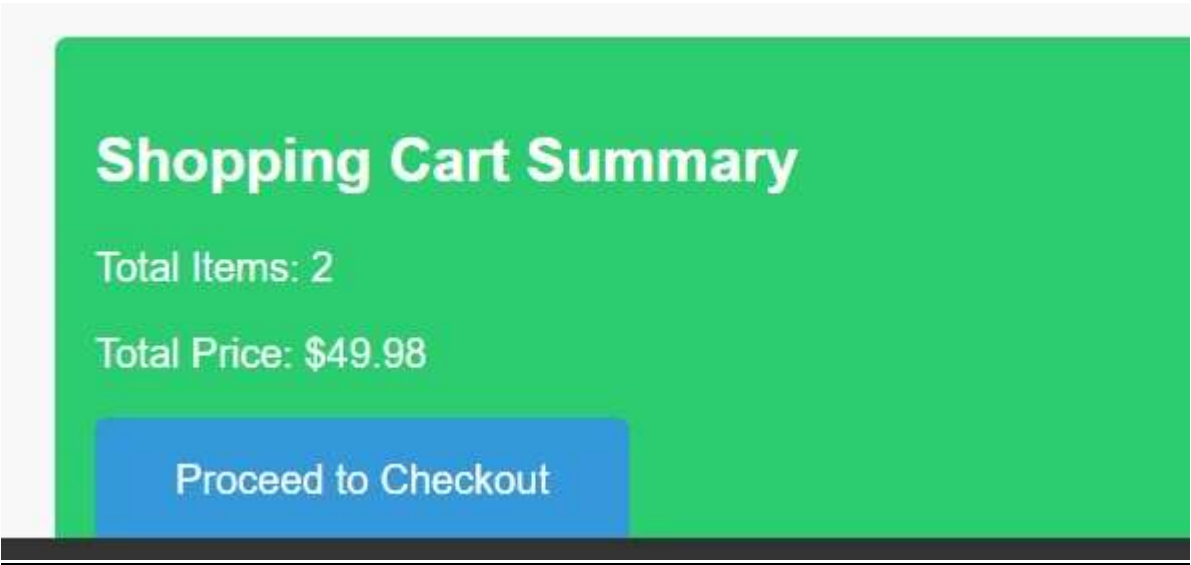 Shopping Cart Summary
Total Items: 2
Total Price: $49.98
Proceed to Checkout